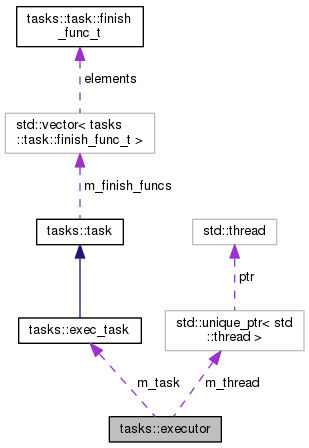 tasks::task::finish
_func_t
elements
std::vector< tasks
::task::finish_func_t >
m_finish_funcs
tasks::task
std::thread
ptr
tasks::exec_task
std::unique_ptr< std
::thread >
m_task
m_thread
tasks::executor